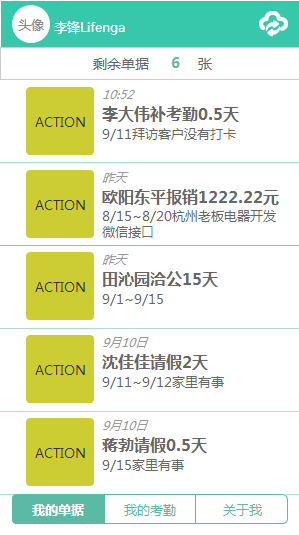 头像
李锋Lifenga
剩余单据 6 张
ACTION
10:52
李大伟补考勤0.5天
9/11拜访客户没有打卡
ACTION
昨天
欧阳东平报销1222.22元
8/15~8/20杭州老板电器开发
微信接口
ACTION
昨天
田沁园洽公15天
9/1~9/15
ACTION
9月10日
沈佳佳请假2天
9/11~9/12家里有事
ACTION
9月10日
蒋勃请假0.5天
9/15家里有事
我的单据 我的考勤 关于我